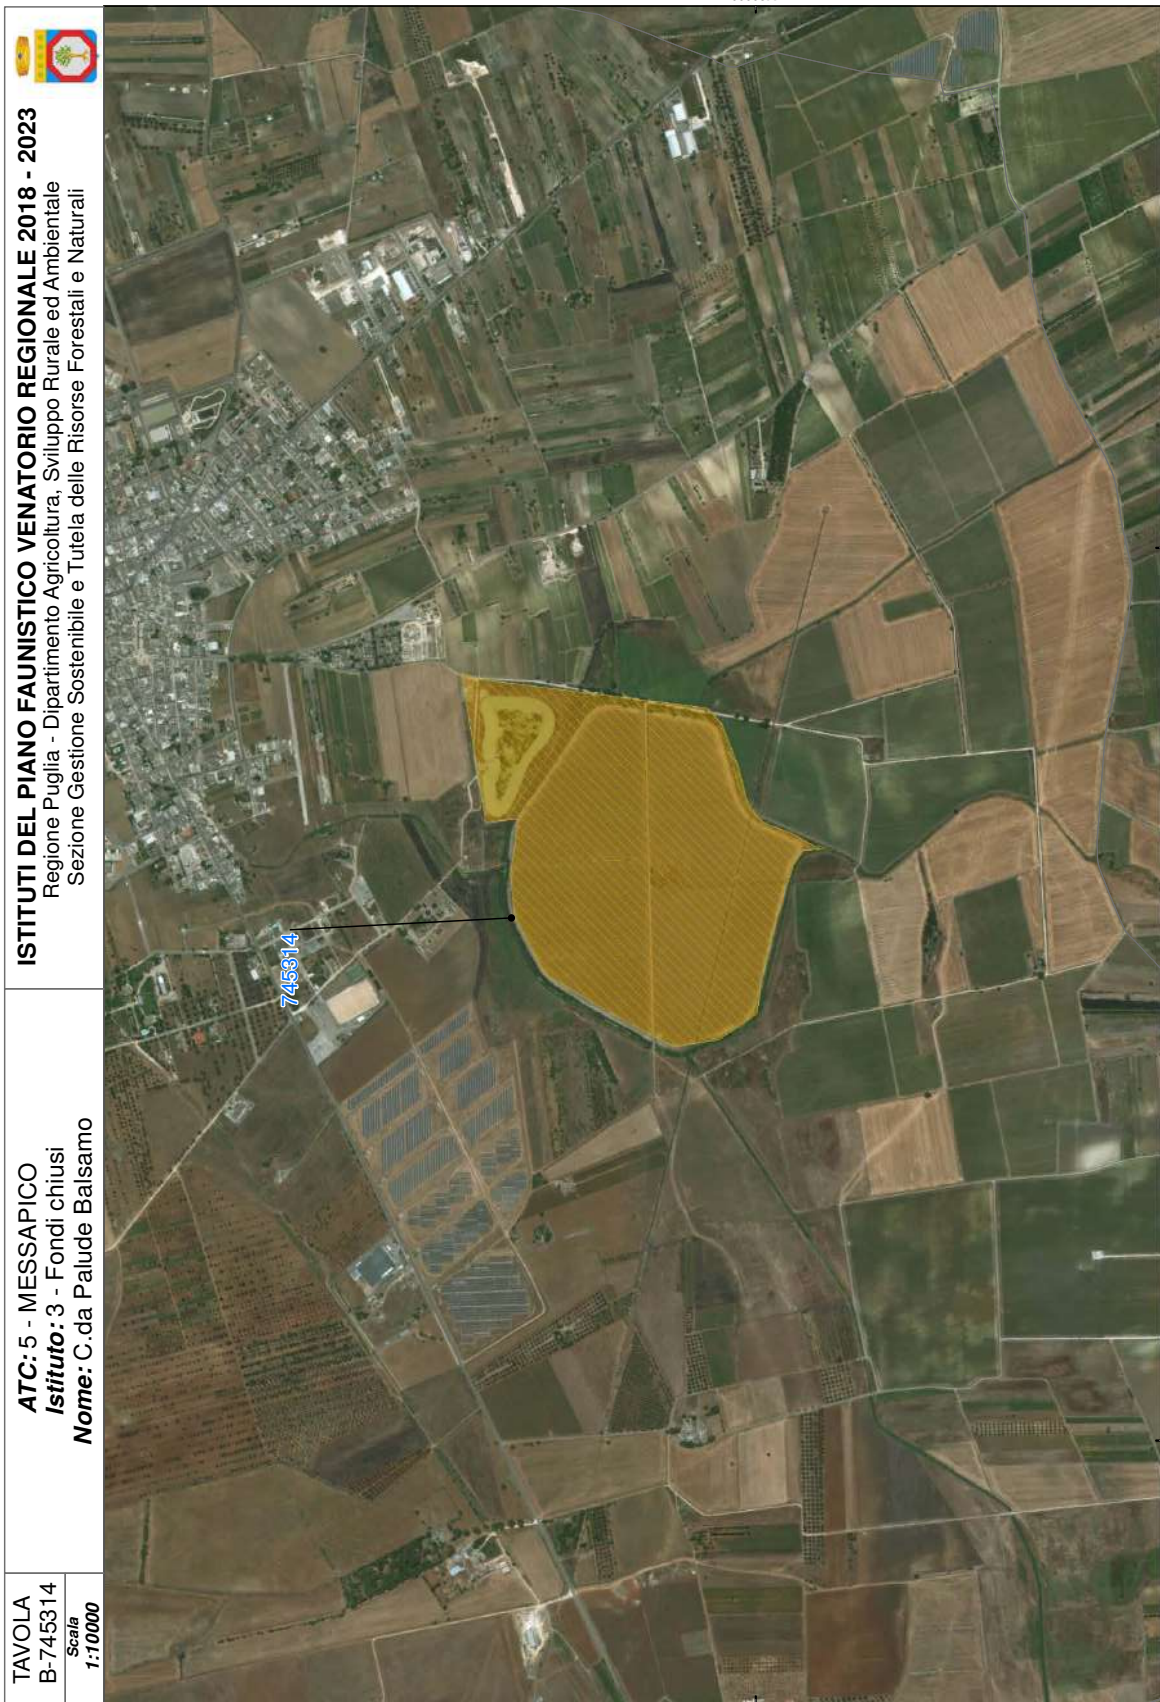 TAVOLA
B-745314
Scala
1:10000
ATC: 5 - MESSAPICO
Istituto: 3 - Fondi chiusi
Nome: C.da Palude Balsamo
ISTITUTI DEL PIANO FAUNISTICO VENATORIO REGIONALE 2018 - 2023
Regione Puglia - Dipartimento Agricoltura, Sviluppo Rurale ed Ambientale
Sezione Gestione Sostenibile e Tutela delle Risorse Forestali e Naturali
745314